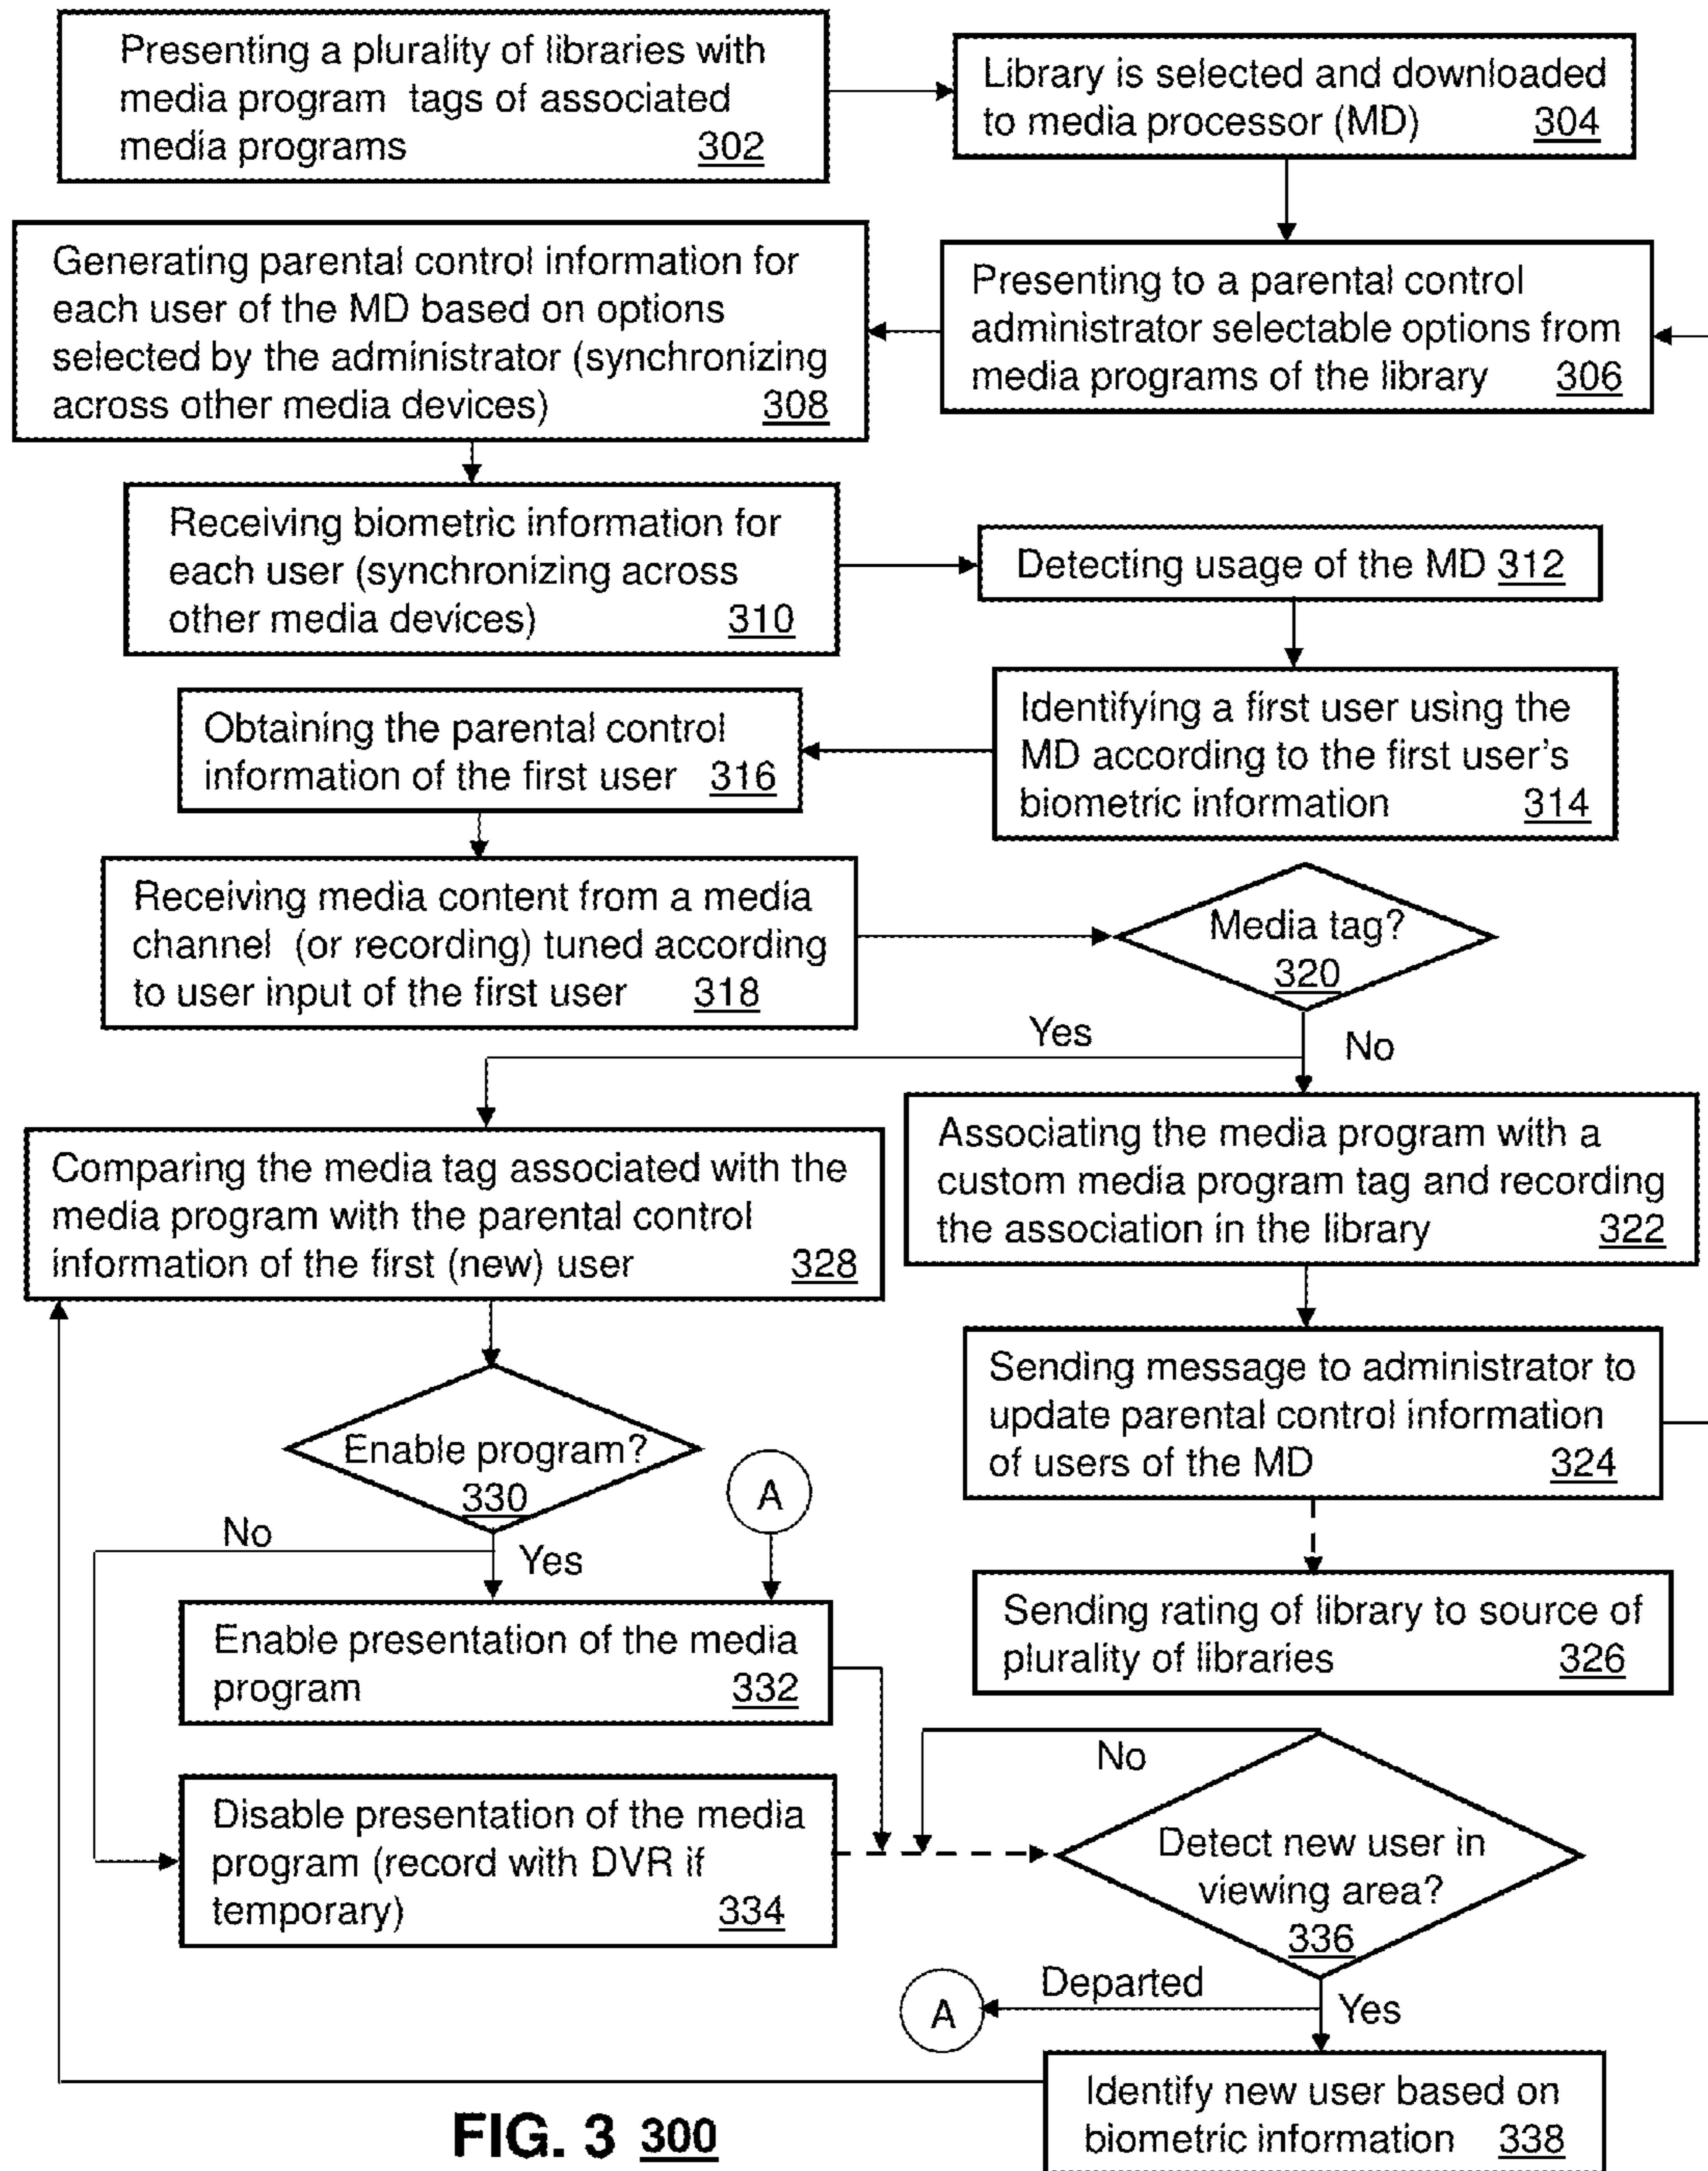 Presenting a plurality of libraries with
media program tags of associated
media programs 302
Library is selected and downloaded
to media processor (MD) 304
Generating parental control information for
each user of the MD based on options
selected by the administrator (synchronizing
across other media devices) 308
Presenting to a parental control
administrator selectable options from
media programs of the library 306
Receiving biometric information for
each user (synchronizing across
other media devices) 310
Detecting usage of the MD 312
Obtaining the parental control
information of the first user 316
Identifying a first user using the
MD according to the first user's
biometric information 314
Receiving media content from a media
channel (or recording) tuned according
to user input of the first user 318
Media tag?
320
Yes
No
Comparing the media tag associated with the
media program with the parental control
information of the first (new) user 328
Associating the media program with a
custom media program tag and recording
the association in the library 322
Sending message to administrator to
update parental control information
of users of the MD 324
Enable program?
330
A
No
Yes
Enable presentation of the media
program 332
Sending rating of library to source of
plurality of libraries 326
No
Disable presentation of the media
program (record with DVR if
temporary) 334
Detect new user in
viewing area?
336
Departed
A
Yes
Identify new user based on
biometric information 338
FIG. 3 300